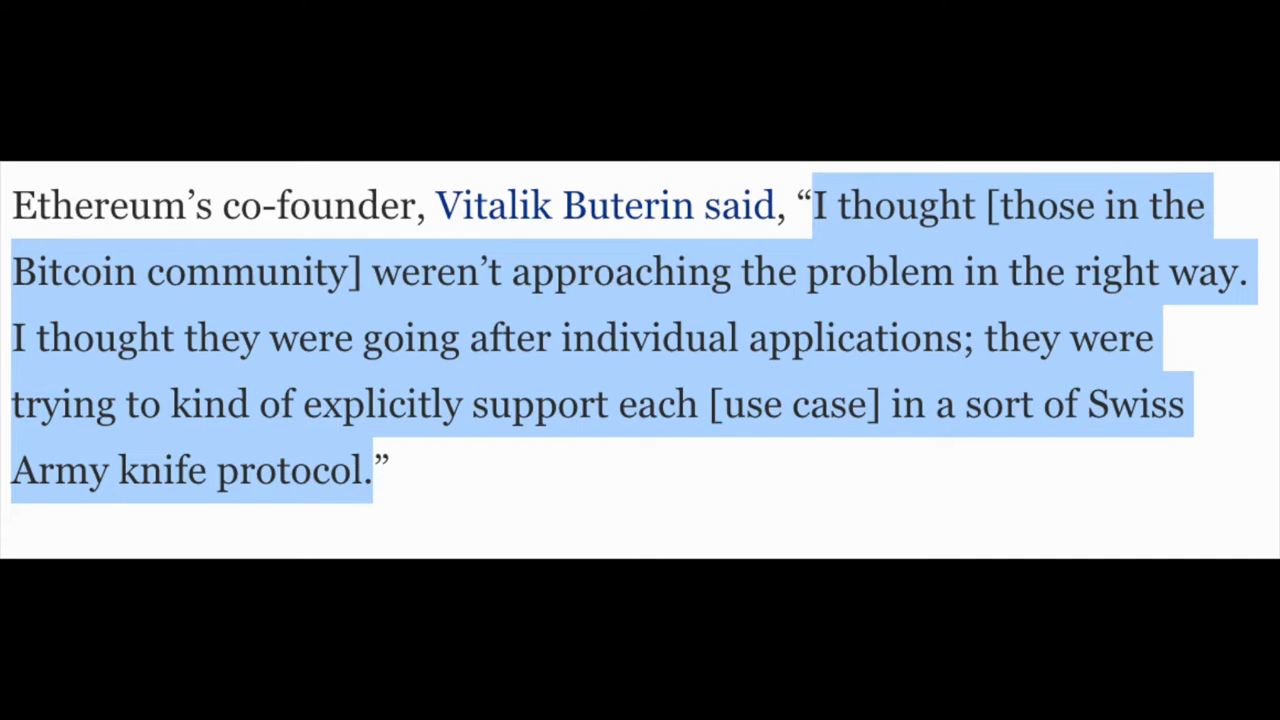 Ethereum’s co-founder, Vitalik Buterin said, “I thought [those in the
Bitcoin community] weren’t approaching the problem in the right way.
I thought they were going after individual applications; they were
trying to kind of explicitly support each [use case] in a sort of Swiss
Army knife protocol.”